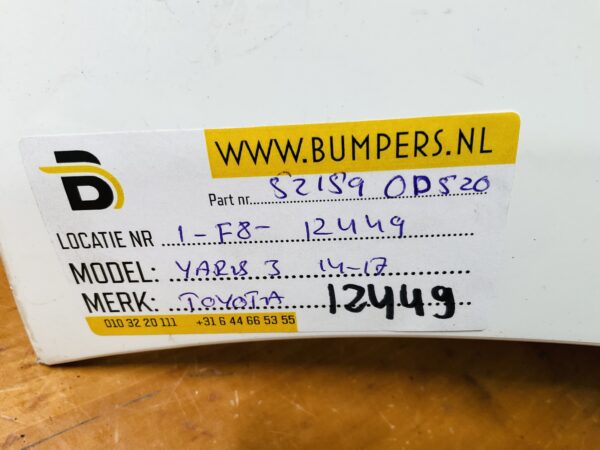 WWW.BUMPERS.NL
Part nr. 52159 0D520
LOCATIE NR 1-F8- 12449
MODEL: YARIS 3 14-17
MERK: TOYOTA 12449
010 32 20 111 +31 6 44 66 53 55